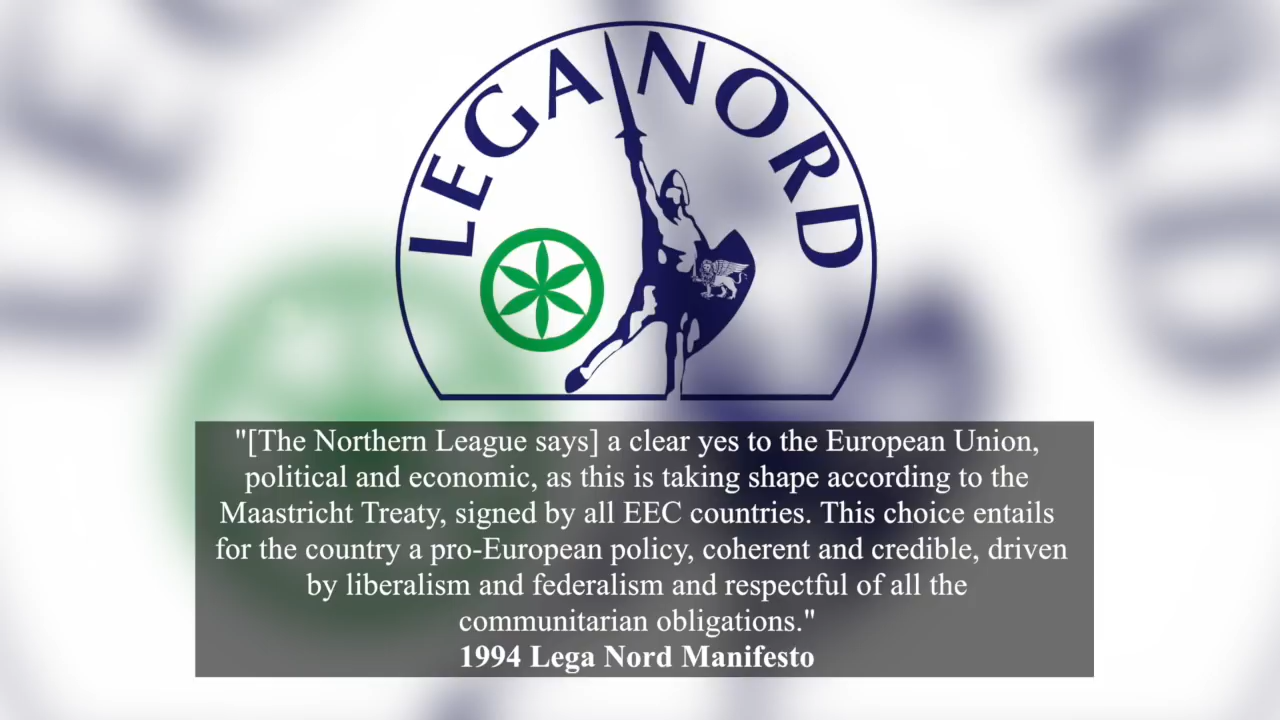 LEGA NORD
"[The Northern League says] a clear yes to the European Union,
political and economic, as this is taking shape according to the
Maastricht Treaty, signed by all EEC countries. This choice entails
for the country a pro-European policy, coherent and credible, driven
by liberalism and federalism and respectful of all the
communitarian obligations."
1994 Lega Nord Manifesto